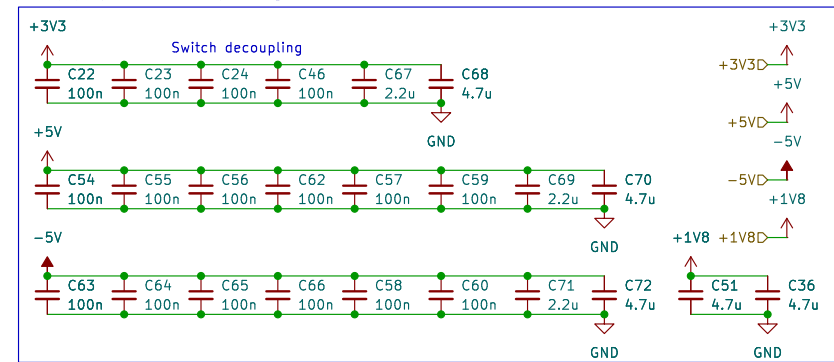 +3V3
Switch decoupling
+3V3
C22 C23 C24 C46 C67 C68
100n 100n 100n 100n 2.2u 4.7u
+3V3
+5V
GND
+5V
+5V
-5V
C54 C55 C56 C62 C57 C59 C69 C70
100n 100n 100n 100n 100n 100n 2.2u 4.7u
-5V
+1V8
GND
-5V
+1V8
+1V8
C63 C64 C65 C66 C58 C60 C71 C72 C51 C36
100n 100n 100n 100n 100n 100n 2.2u 4.7u 4.7u 4.7u
GND GND